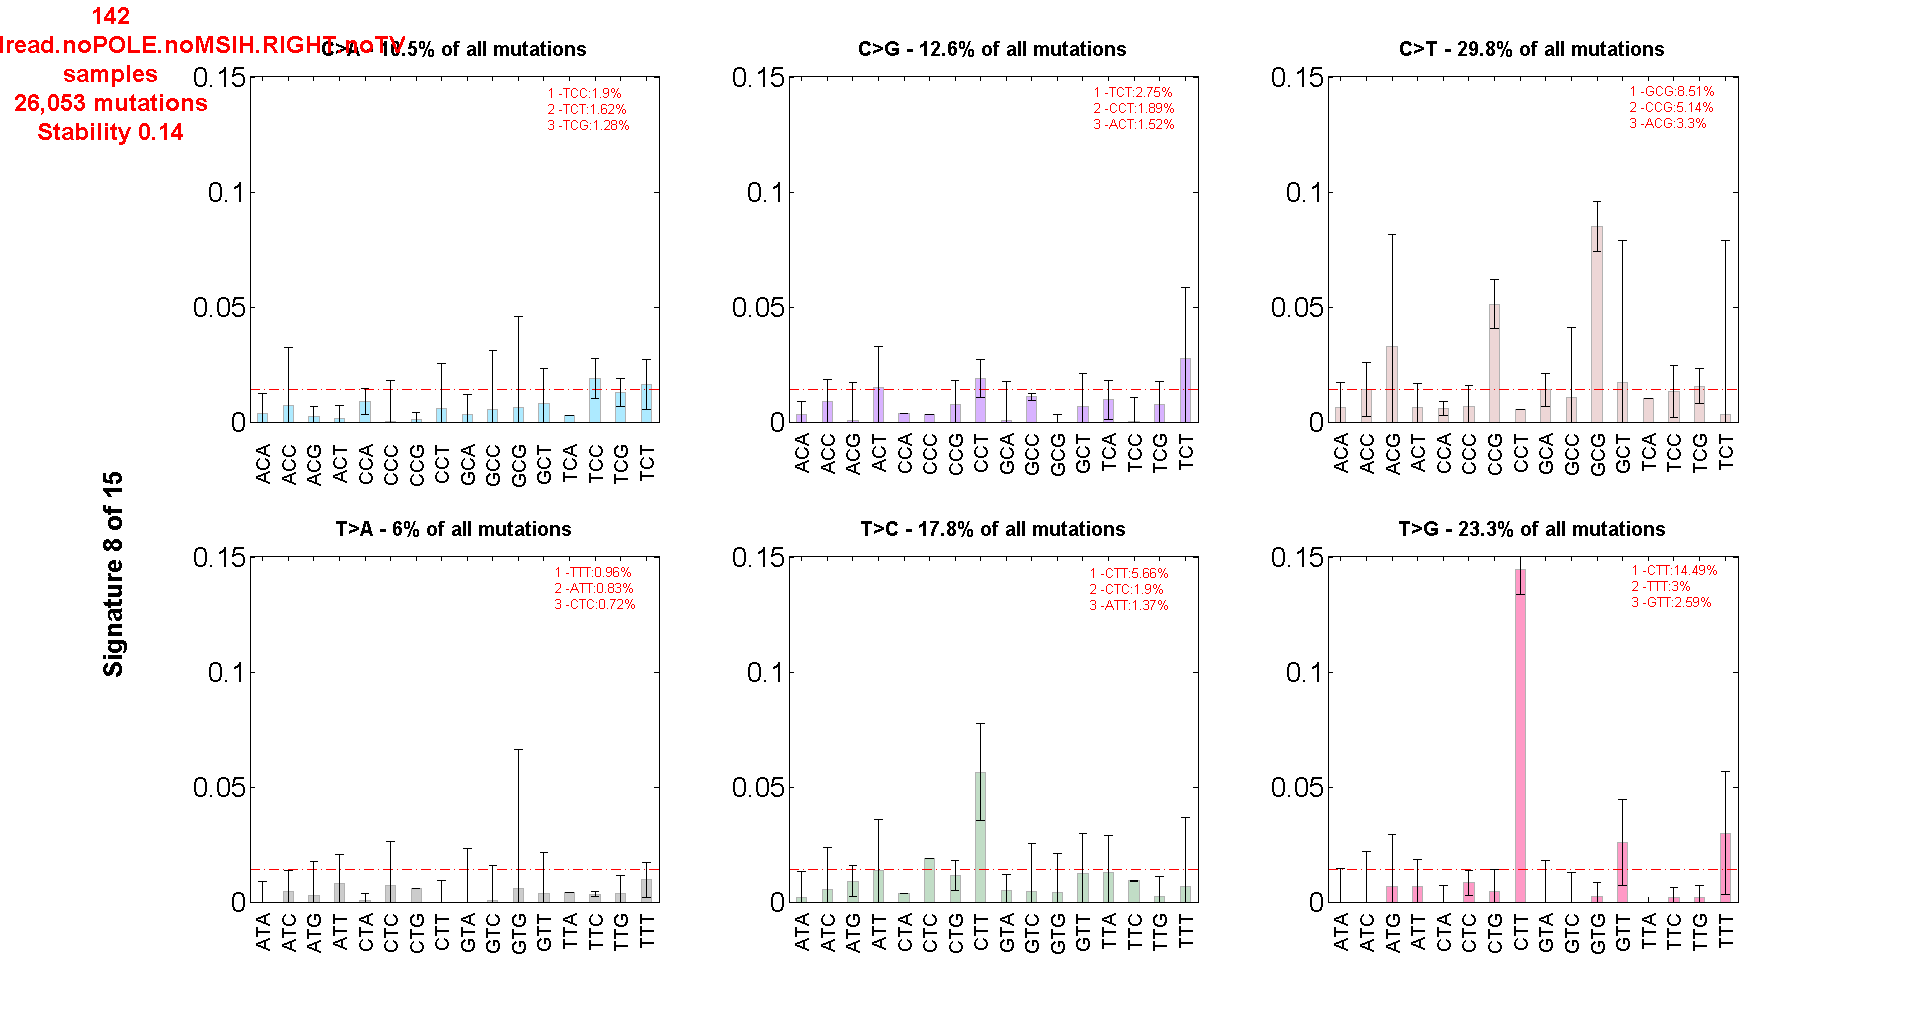 142
lread.noPOLE.noMSIH.RIGHT.noTV
samples
26,053 mutations
Stability 0.14
Signature 8 of 15
C>A - 10.5% of all mutations
1 -TCC:1.9%
2 -TCT:1.62%
3 -TCG:1.28%
0.15
0.1
0.05
0
ACA ACC ACG ACT CCA CCC CCG CCT GCA GCC GCG GCT TCA TCC TCG TCT
C>G - 12.6% of all mutations
1 -TCT:2.75%
2 -CCT:1.89%
3 -ACT:1.52%
0.15
0.1
0.05
0
ACA ACC ACG ACT CCA CCC CCG CCT GCA GCC GCG GCT TCA TCC TCG TCT
C>T - 29.8% of all mutations
1 -GCG:8.51%
2 -CCG:5.14%
3 -ACG:3.3%
0.15
0.1
0.05
0
ACA ACC ACG ACT CCA CCC CCG CCT GCA GCC GCG GCT TCA TCC TCG TCT
T>A - 6% of all mutations
1 -TTT:0.96%
2 -ATT:0.83%
3 -CTC:0.72%
0.15
0.1
0.05
0
ATA ATC ATG ATT CTA CTC CTG CTT GTA GTC GTG GTT TTA TTC TTG TTT
T>C - 17.8% of all mutations
1 -CTT:5.66%
2 -CTC:1.9%
3 -ATT:1.37%
0.15
0.1
0.05
0
ATA ATC ATG ATT CTA CTC CTG CTT GTA GTC GTG GTT TTA TTC TTG TTT
T>G - 23.3% of all mutations
1 -CTT:14.49%
2 -TTT:3%
3 -GTT:2.59%
0.15
0.1
0.05
0
ATA ATC ATG ATT CTA CTC CTG CTT GTA GTC GTG GTT TTA TTC TTG TTT